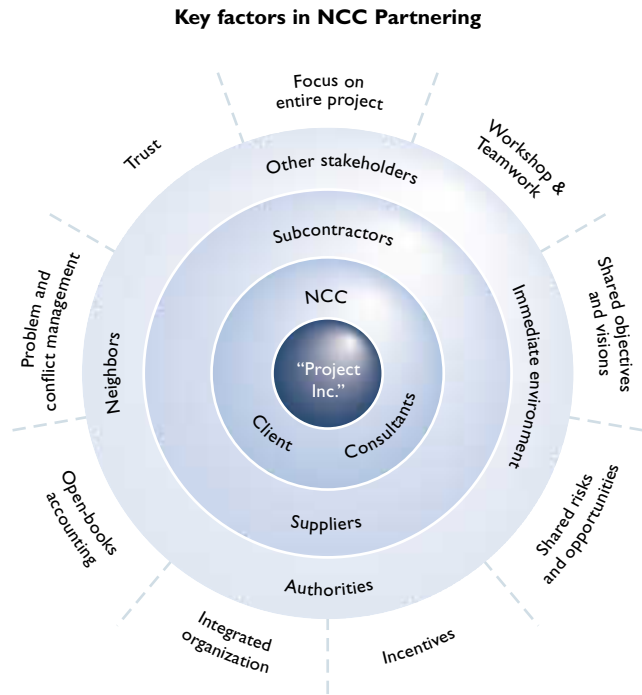 Key factors in NCC Partnering
Focus on
entire project
Workshop &
Teamwork
Shared objectives
and visions
Shared risks
and opportunities
Incentives
Integrated
organization
Open-books
accounting
Problem and
conflict management
Trust
Other stakeholders
Immediate environment
Authorities
Neighbors
Subcontractors
Suppliers
NCC
Consultants
Client
“Project
Inc.”